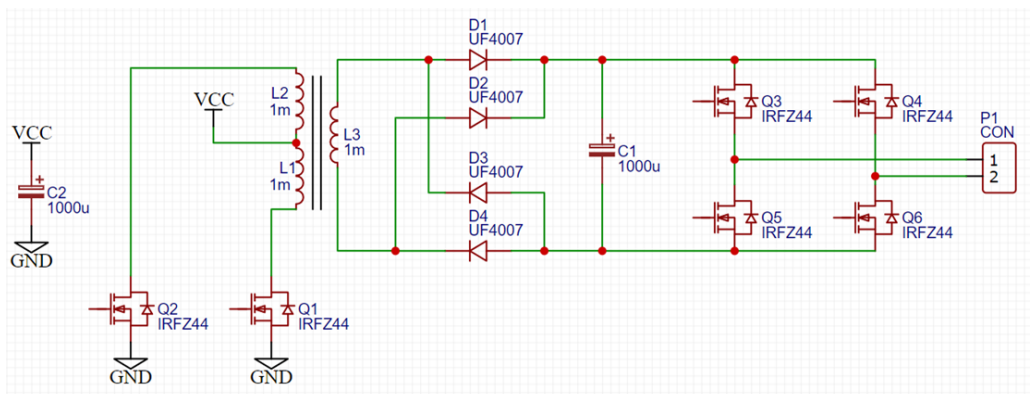 D1
UF4007
D2
UF4007
VCC
L2
1m
VCC
L3
1m
Q3
IRFZ44
Q4
IRFZ44
P1
CON
1
2
+
C1
1000u
L1
1m
D3
UF4007
+
C2
1000u
D4
UF4007
Q5
IRFZ44
Q6
IRFZ44
GND
Q2
IRFZ44
Q1
IRFZ44
GND
GND